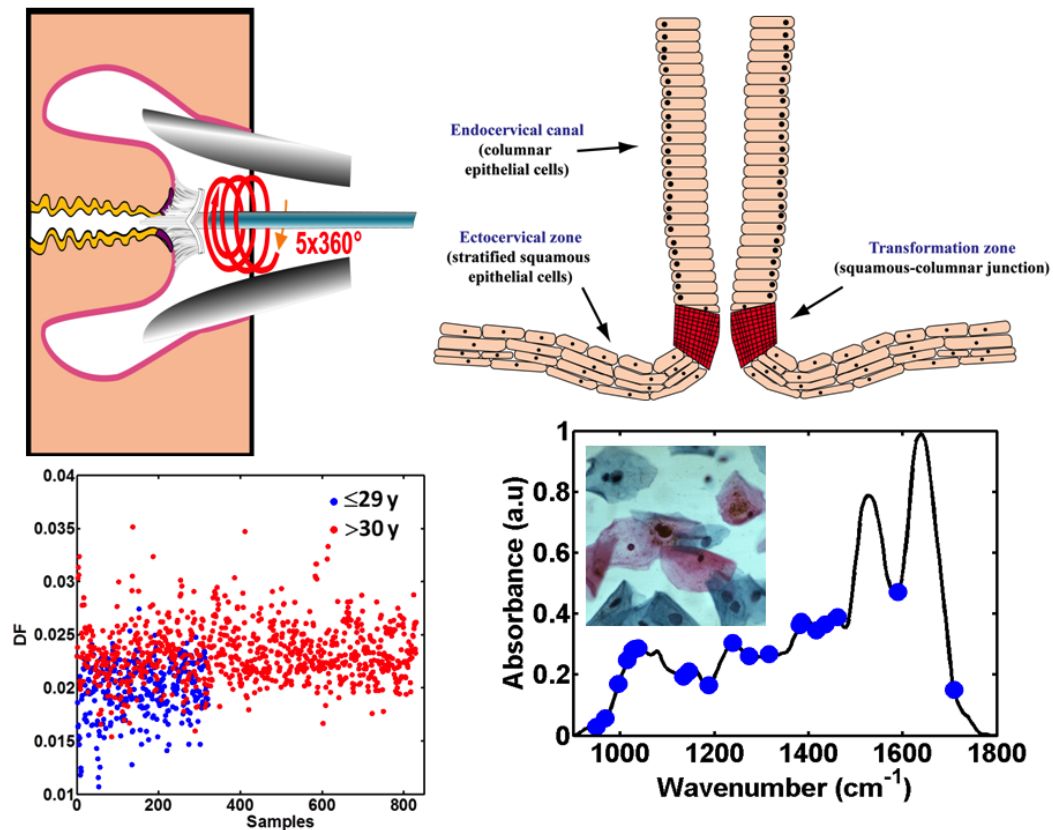 5x360°
Endocervical canal
(columnar
epithelial cells)
Ectocervical zone
(stratified squamous
epithelial cells)
Transformation zone
(squamous-columnar junction)
0.04
0.035
0.03
0.025
0.02
0.015
0.01
DF
≤29 y
>30 y
0
200
400
600
800
Samples
1
0.8
0.6
0.4
0.2
0
Absorbance (a.u)
1000
1200
1400
1600
1800
Wavenumber (cm⁻¹)